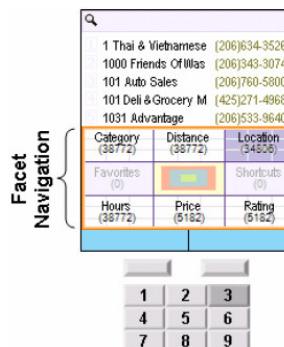 1 Thai & Vietnamese (206)634-3526
1000 Friends Of Was (206)343-3074
101 Auto Sales (206)760-5800
101 Deli & Grocery M (425)271-4968
1031 Advantage (206)533-9640
Facet Navigation
Category Distance Location
(38772) (38772) (34806)
Favorites Shortcuts
(0) (0)
Hours Price Rating
(38772) (5182) (5182)
1 2 3
4 5 6
7 8 9